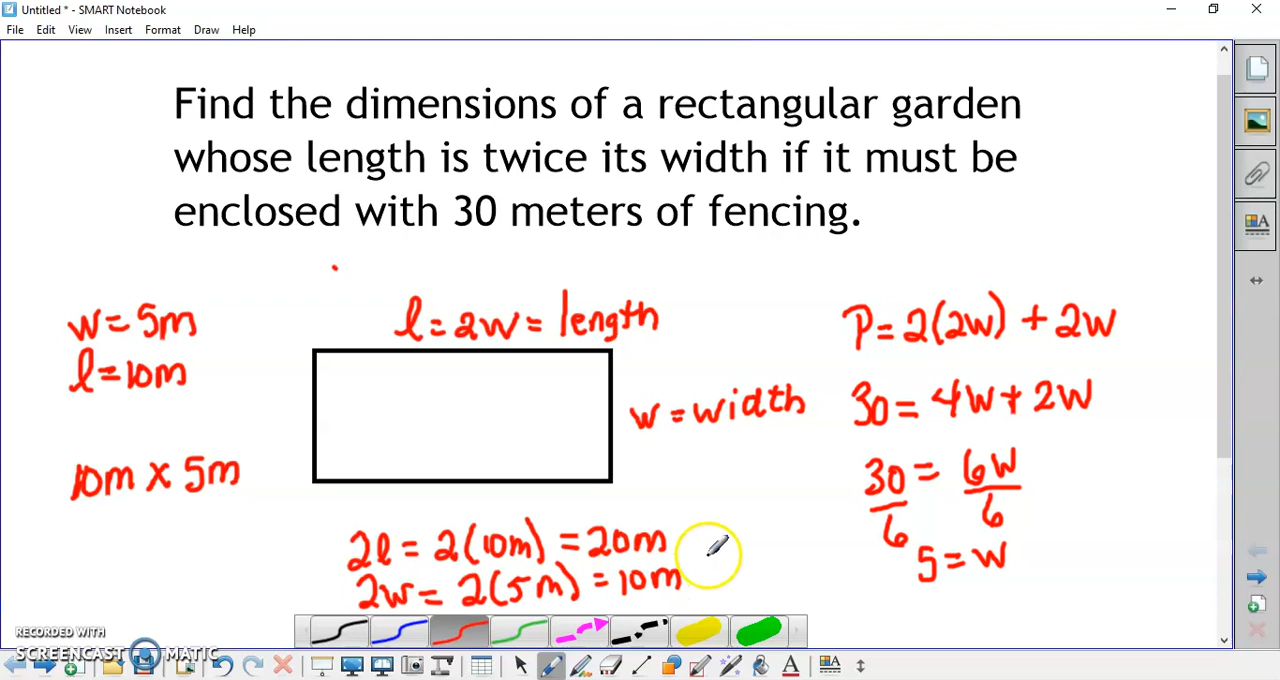 Untitled * - SMART Notebook
File Edit View Insert Format Draw Help
Find the dimensions of a rectangular garden
whose length is twice its width if it must be
enclosed with 30 meters of fencing.
w = 5m
l = 10m
10m x 5m
l = 2w = length
w = width
2l = 2(10m) = 20m
2w = 2(5m) = 10m
P = 2(2w) + 2w
30 = 4w + 2w
30 = 6w
6 6
5 = w
RECORDED WITH
SCREENCAST MATIC